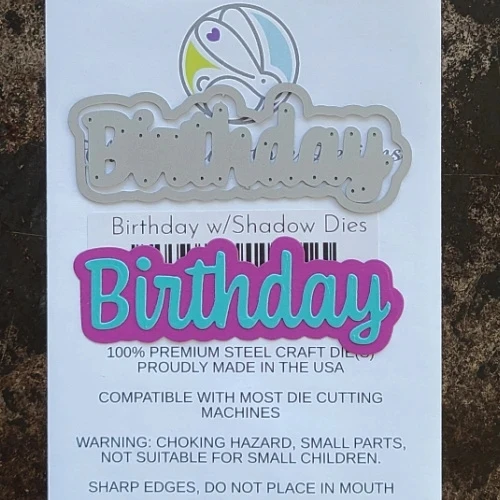 Birthday
Birthday w/Shadow Dies
Birthday
100% PREMIUM STEEL CRAFT DIE(S)
PROUDLY MADE IN THE USA
COMPATIBLE WITH MOST DIE CUTTING
MACHINES
WARNING: CHOKING HAZARD, SMALL PARTS,
NOT SUITABLE FOR SMALL CHILDREN.
SHARP EDGES, DO NOT PLACE IN MOUTH